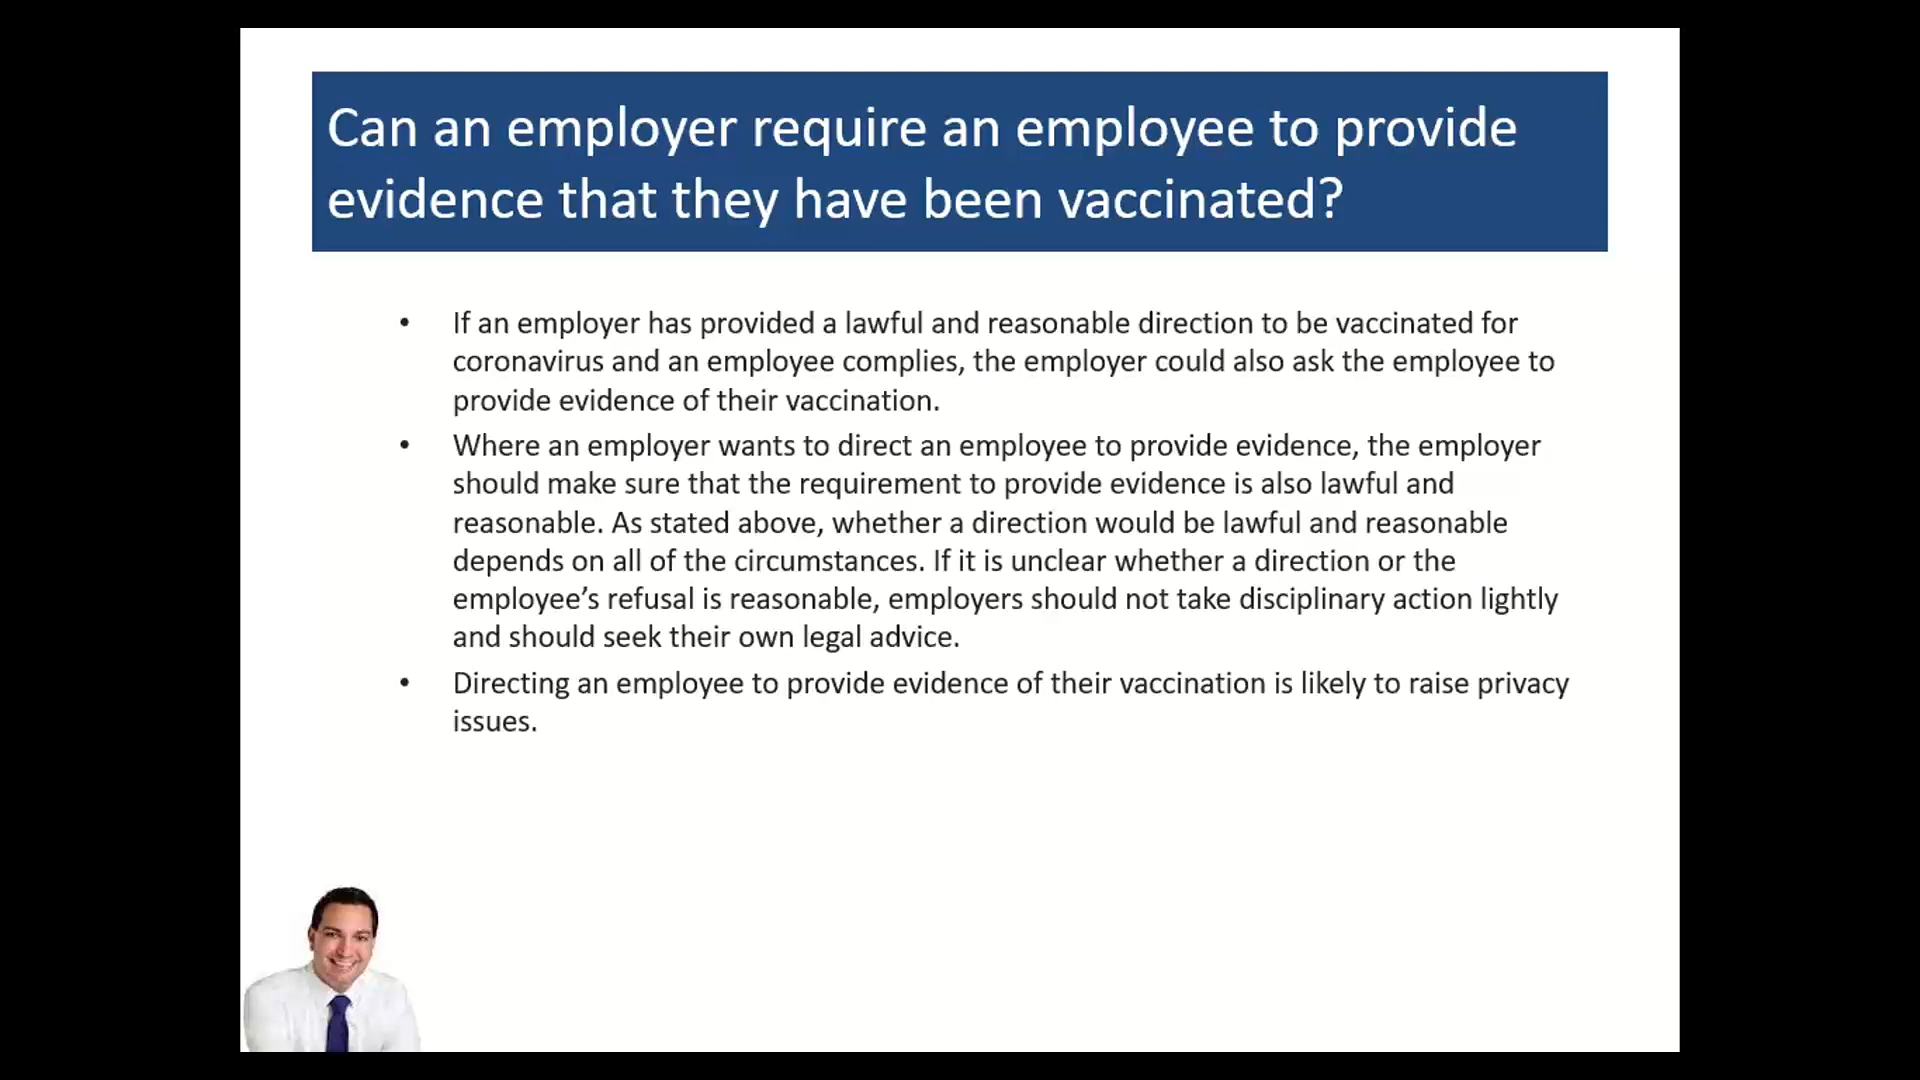 Can an employer require an employee to provide
evidence that they have been vaccinated?
• If an employer has provided a lawful and reasonable direction to be vaccinated for
coronavirus and an employee complies, the employer could also ask the employee to
provide evidence of their vaccination.
• Where an employer wants to direct an employee to provide evidence, the employer
should make sure that the requirement to provide evidence is also lawful and
reasonable. As stated above, whether a direction would be lawful and reasonable
depends on all of the circumstances. If it is unclear whether a direction or the
employee’s refusal is reasonable, employers should not take disciplinary action lightly
and should seek their own legal advice.
• Directing an employee to provide evidence of their vaccination is likely to raise privacy
issues.